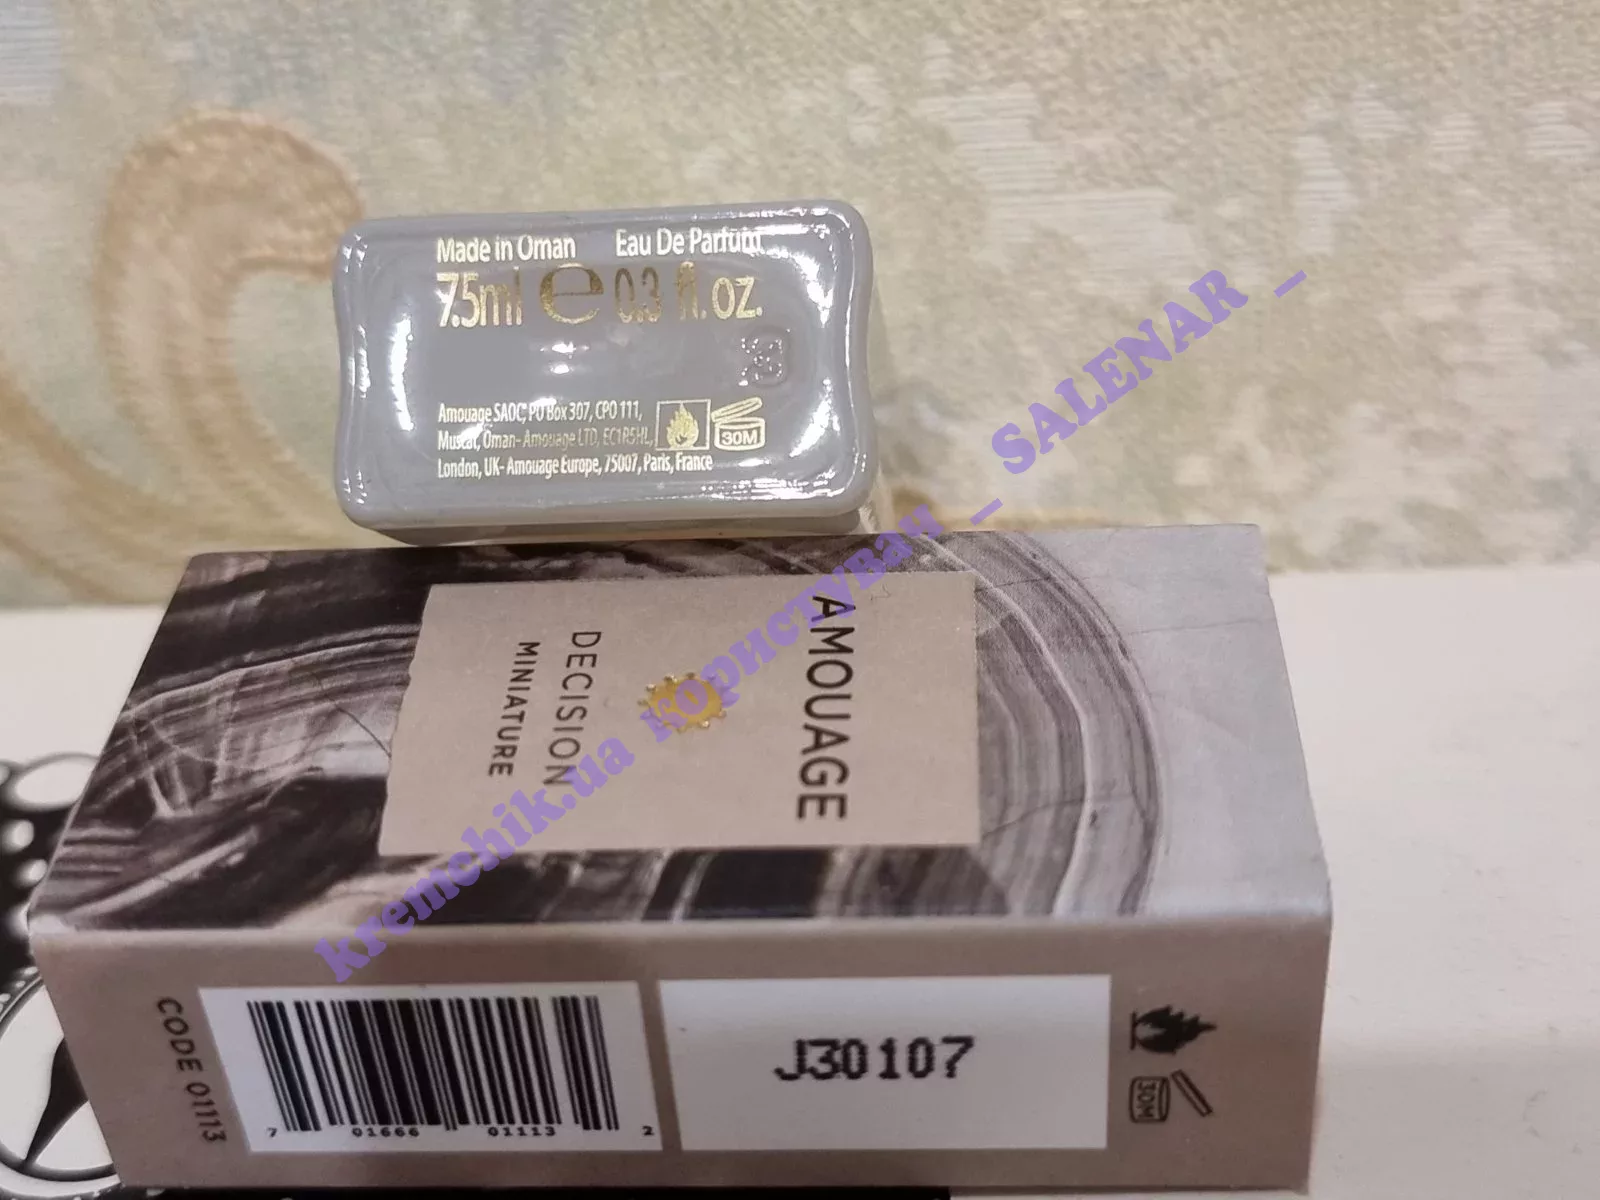 Made in Oman Eau De Parfum
7.5ml e 0.3 fl. oz.
Amouage SAOC, PO Box 307, CPO 111,
Muscat, Oman- Amouage LTD, EC1R5HL,
London, UK- Amouage Europe, 75007, Paris, France
30M
AMOUAGE
DECISION
MINIATURE
CODE 01113
7 01666 01113 2
J30107
30M
kremchik.ua користувач _ SALENAR _